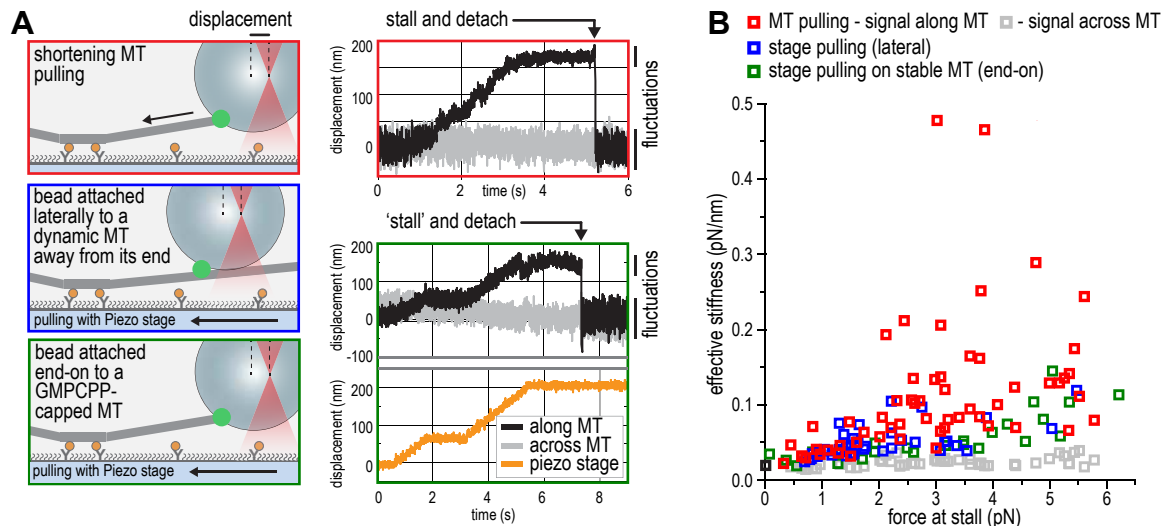 A
displacement
shortening MT
pulling
bead attached
laterally to a
dynamic MT
away from its
end
pulling with Piezo stage
bead attached
end-on to a
GMPCPP-
capped MT
pulling with Piezo stage
stall and detach
200
100
0
displacement (nm)
fluctuations
0
2
4
6
time (s)
'stall' and detach
200
100
0
-100
displacement (nm)
fluctuations
200
100
0
displacement (nm)
along MT
across MT
piezo stage
0
2
4
6
8
time (s)
B
MT pulling - signal along MT
- signal across MT
stage pulling (lateral)
stage pulling on stable MT (end-on)
0.5
0.4
0.3
0.2
0.1
0.0
effective stiffness (pN/nm)
0
1
2
3
4
5
6
force at stall (pN)